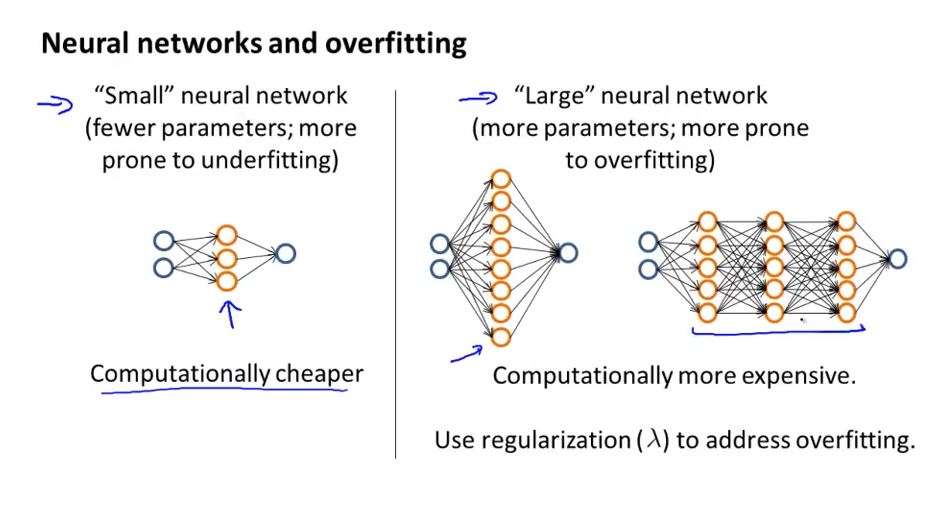 Neural networks and overfitting
“Small” neural network
(fewer parameters; more
prone to underfitting)
Computationally cheaper
“Large” neural network
(more parameters; more prone
to overfitting)
Computationally more expensive.
Use regularization (λ) to address overfitting.